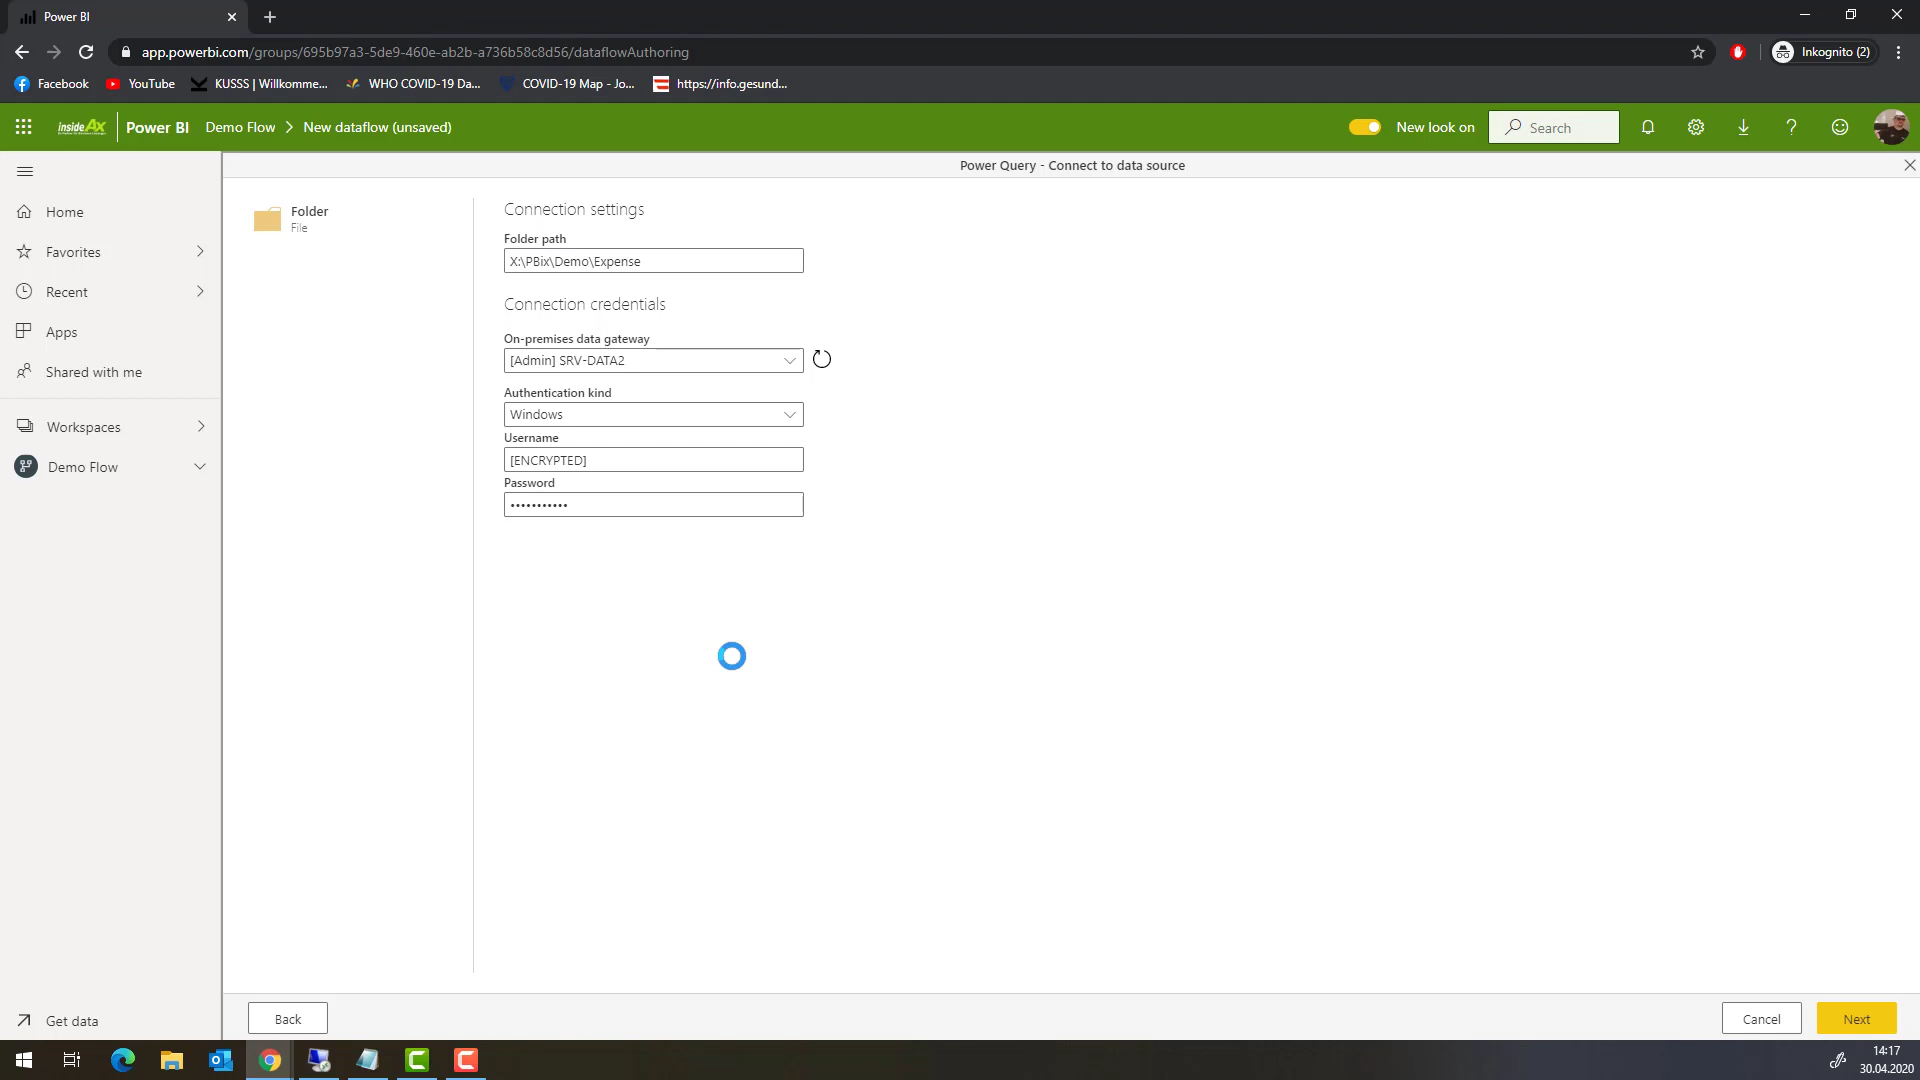 Power BI
app.powerbi.com/groups/695b97a3-5de9-460e-ab2b-a736b58c8d56/dataflowAuthoring
Inkognito (2)
Facebook
YouTube
KUSSS | Willkomme...
WHO COVID-19 Da...
COVID-19 Map - Jo...
https://info.gesund...
insideAx
Power BI
Demo Flow
New dataflow (unsaved)
New look on
Search
Power Query - Connect to data source
Home
Favorites
Recent
Apps
Shared with me
Workspaces
Demo Flow
Get data
Folder
File
Connection settings
Folder path
X:\PBix\Demo\Expense
Connection credentials
On-premises data gateway
[Admin] SRV-DATA2
Authentication kind
Windows
Username
[ENCRYPTED]
Password
•••••••••••
Back
Cancel
Next
14:17
30.04.2020